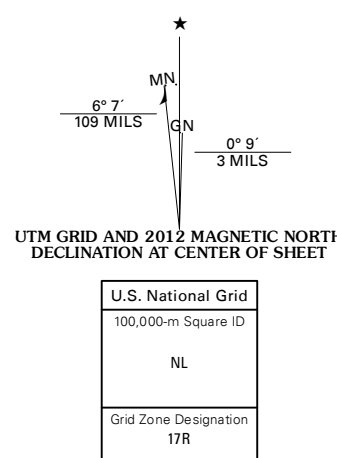 ★
MN
6° 7´
109 MILS
GN
0° 9´
3 MILS
UTM GRID AND 2012 MAGNETIC NORTH
DECLINATION AT CENTER OF SHEET
U.S. National Grid
100,000-m Square ID
NL
Grid Zone Designation
17R